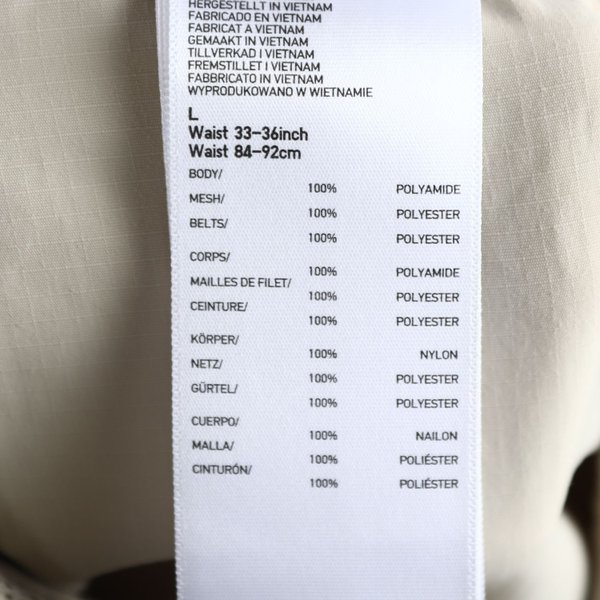 HERGESTELLT IN VIETNAM
FABRICADO EN VIETNAM
FABRICAT A VIETNAM
GEMAAKT IN VIETNAM
TILLVERKAD I VIETNAM
FREMSTILLET I VIETNAM
FABBRICATO IN VIETNAM
WYPRODUKOWANO W WIETNAMIE
L
Waist 33-36inch
Waist 84-92cm
BODY/
100% POLYAMIDE
MESH/
100% POLYESTER
BELTS/
100% POLYESTER
CORPS/
100% POLYAMIDE
MAILLES DE FILET/
100% POLYESTER
CEINTURE/
100% POLYESTER
KÖRPER/
100% NYLON
NETZ/
100% POLYESTER
GÜRTEL/
100% POLYESTER
CUERPO/
100% NAILON
MALLA/
100% POLIÉSTER
CINTURÓN/
100% POLIÉSTER